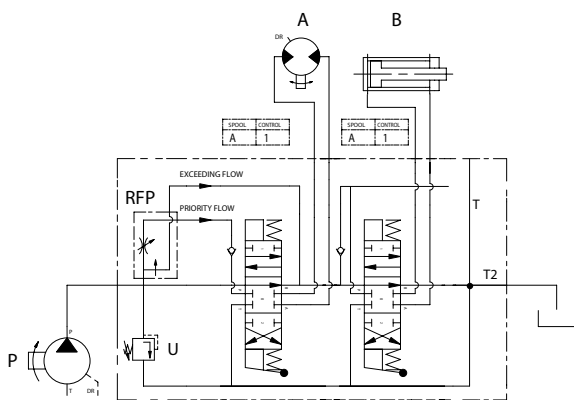 A B
DR
SPOOL CONTROL
A 1
SPOOL CONTROL
A 1
EXCEEDING FLOW
RFP
PRIORITY FLOW
T
T2
P
U
P
T
DR